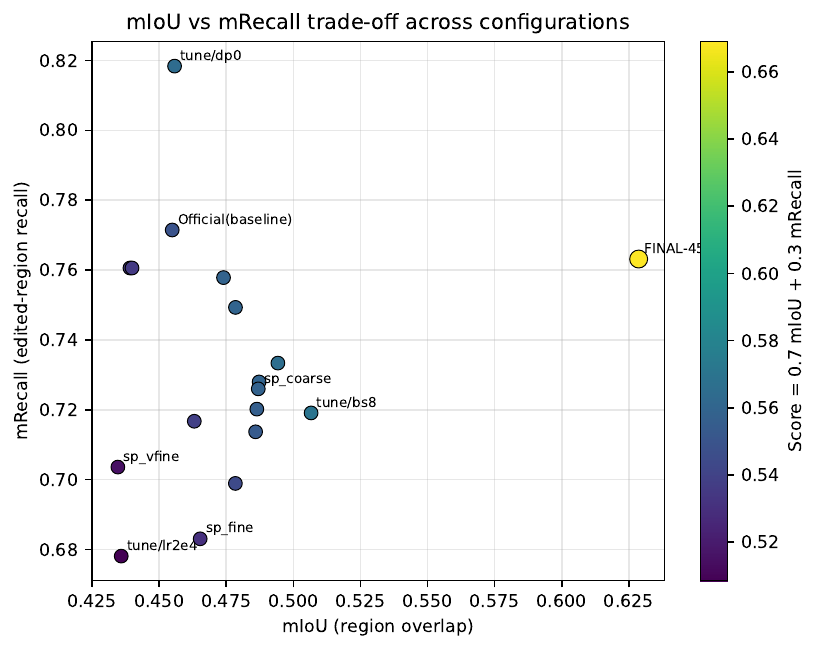 mIoU vs mRecall trade-off across configurations
tune/dp0
Official(baseline)
FINAL-45
sp_coarse
tune/bs8
sp_vfine
sp_fine
tune/lr2e4
0.82
0.80
0.78
0.76
0.74
0.72
0.70
0.68
mRecall (edited-region recall)
0.425 0.450 0.475 0.500 0.525 0.550 0.575 0.600 0.625
mIoU (region overlap)
0.66
0.64
0.62
0.60
0.58
0.56
0.54
0.52
Score = 0.7 mIoU + 0.3 mRecall